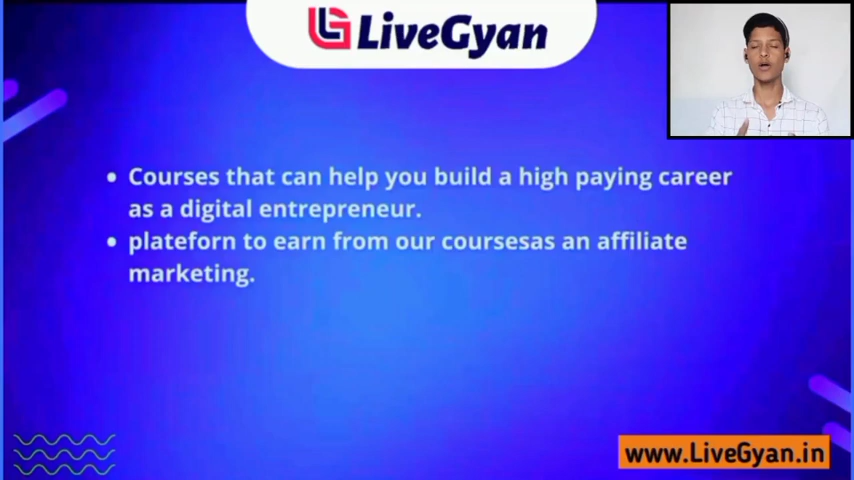 LG LiveGyan
• Courses that can help you build a high paying career
as a digital entrepreneur.
• plateforn to earn from our coursesas an affiliate
marketing.
www.LiveGyan.in